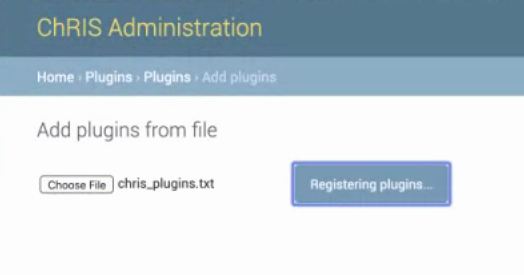 ChRIS Administration
Home › Plugins › Plugins › Add plugins
Add plugins from file
Choose File chris_plugins.txt
Registering plugins...